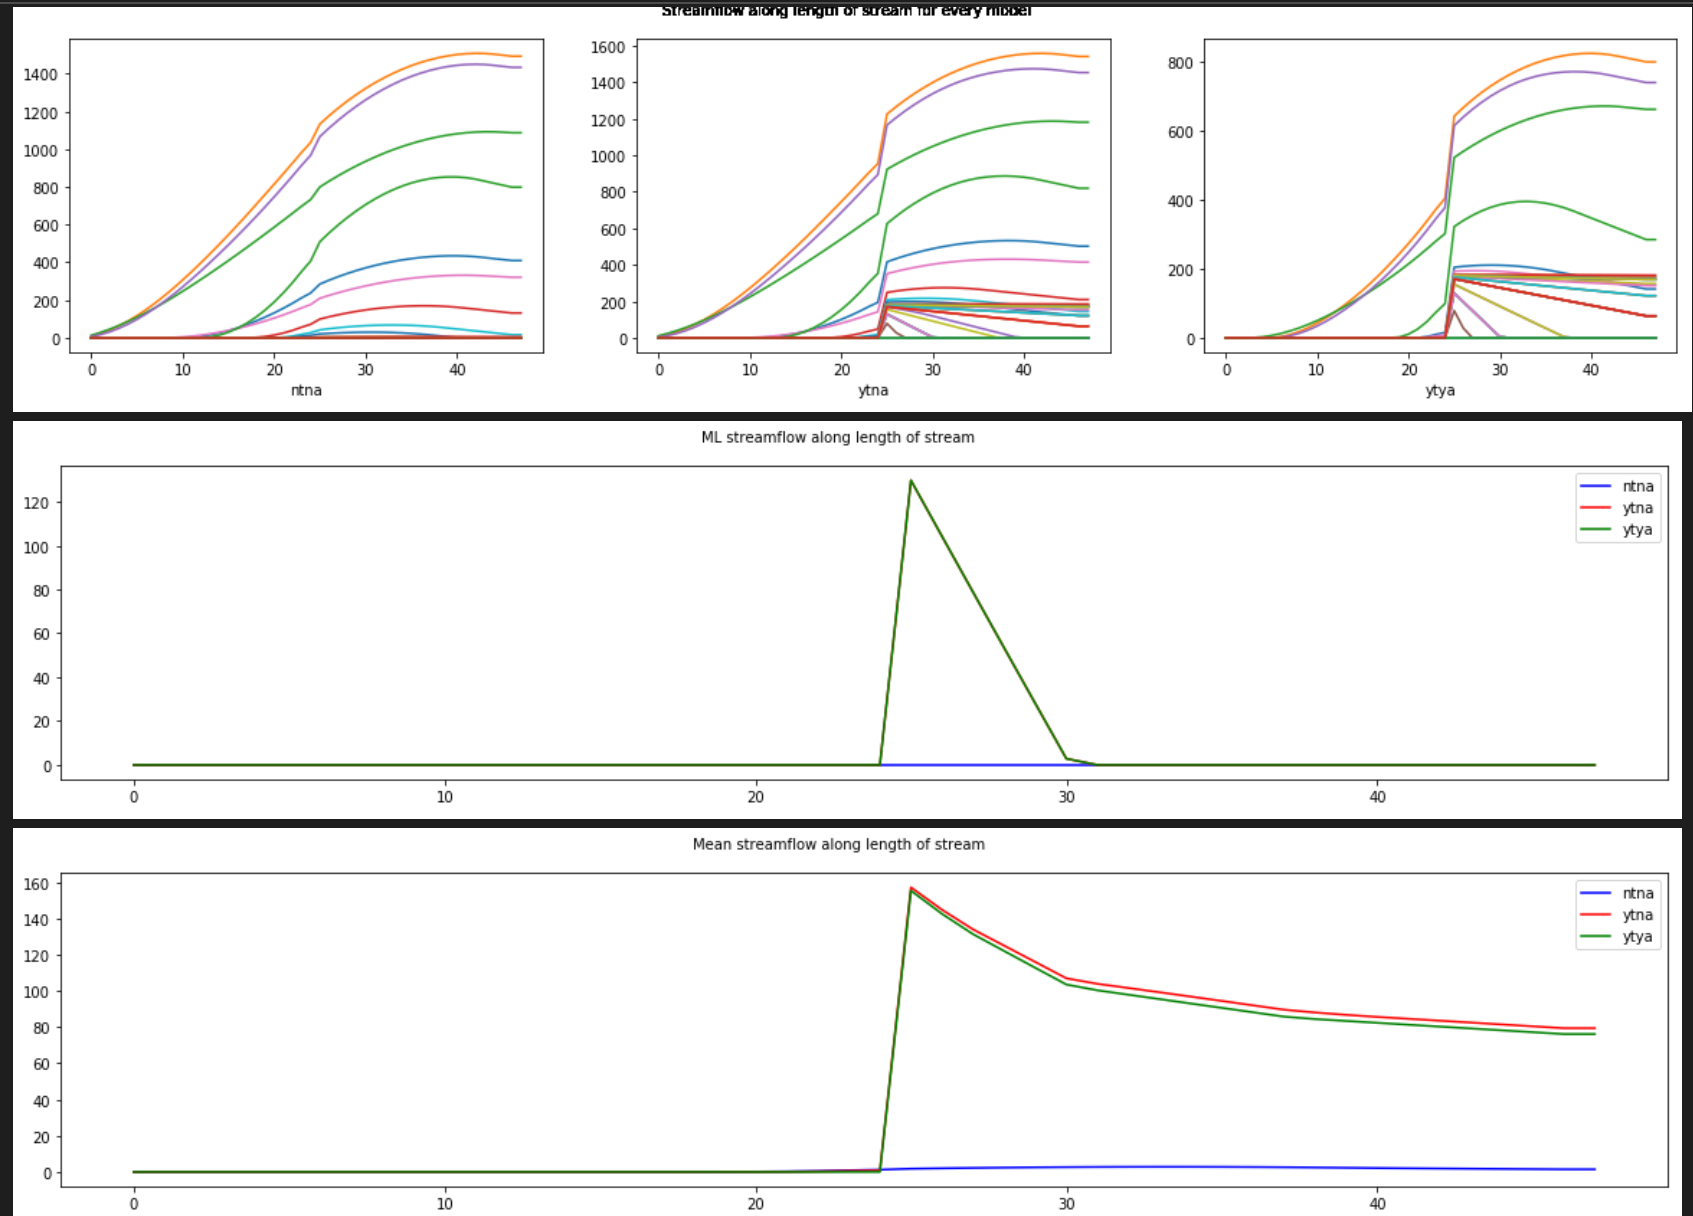 Streamflow along length of stream for every model
1400
1200
1000
800
600
400
200
0
0 10 20 30 40
ntna
1600
1400
1200
1000
800
600
400
200
0
0 10 20 30 40
ytna
800
600
400
200
0
0 10 20 30 40
ytya
ML streamflow along length of stream
120
100
80
60
40
20
0
0 10 20 30 40
ntna
ytna
ytya
Mean streamflow along length of stream
160
140
120
100
80
60
40
20
0
0 10 20 30 40
ntna
ytna
ytya